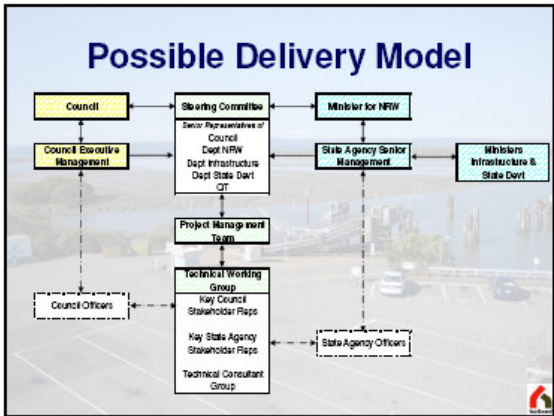 Possible Delivery Model
Council
Steering Committee
Minister for NRW
Senior Representatives of
Council
Dept NRW
Dept Infrastructure
Dept State Devt
QT
Council Executive
Management
State Agency Senior
Management
Ministers
Infrastructure &
State Devt
Project Management
Team
Technical Working
Group
Key Council
Stakeholder Reps
Key State Agency
Stakeholder Reps
Technical Consultant
Group
Council Officers
State Agency Officers